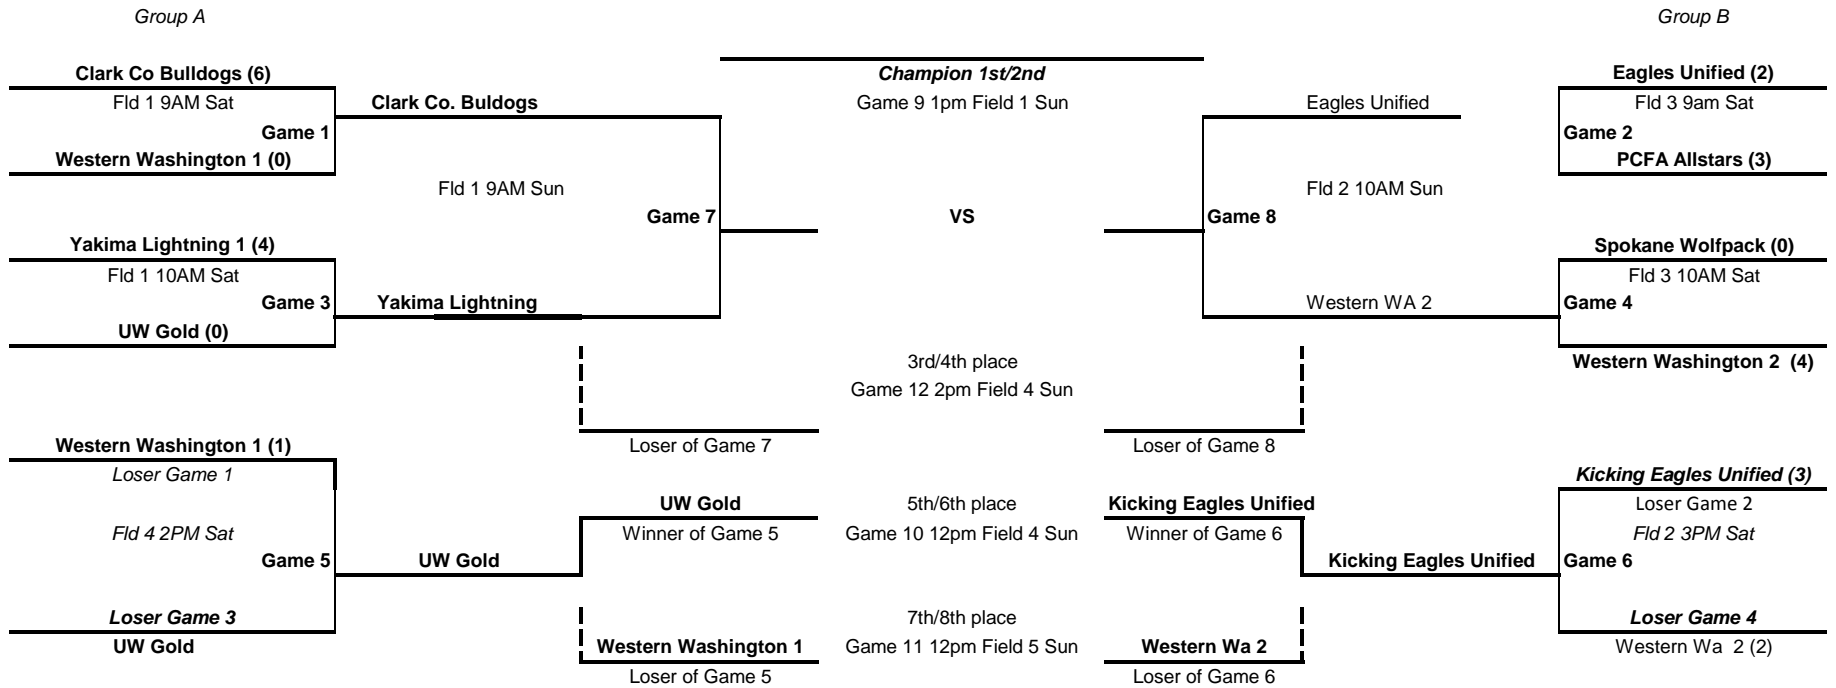 Group A
Group B
Clark Co Bulldogs (6)
Champion 1st/2nd
Eagles Unified (2)
Fld 1 9AM Sat
Clark Co. Buldogs
Game 9 1pm Field 1 Sun
Eagles Unified
Fld 3 9am Sat
Game 1
Game 2
Western Washington 1 (0)
PCFA Allstars (3)
Fld 1 9AM Sun
Fld 2 10AM Sun
Game 7
VS
Game 8
Yakima Lightning 1 (4)
Spokane Wolfpack (0)
Fld 1 10AM Sat
Fld 3 10AM Sat
Game 3
Yakima Lightning
Western WA 2
Game 4
UW Gold (0)
3rd/4th place
Western Washington 2 (4)
Game 12 2pm Field 4 Sun
Western Washington 1 (1)
Loser of Game 7
Loser of Game 8
Loser Game 1
Kicking Eagles Unified (3)
UW Gold
5th/6th place
Kicking Eagles Unified
Loser Game 2
Fld 4 2PM Sat
Winner of Game 5
Game 10 12pm Field 4 Sun
Winner of Game 6
Fld 2 3PM Sat
Game 5
UW Gold
Kicking Eagles Unified
Game 6
Loser Game 3
7th/8th place
Loser Game 4
UW Gold
Western Washington 1
Game 11 12pm Field 5 Sun
Western Wa 2
Western Wa 2 (2)
Loser of Game 5
Loser of Game 6